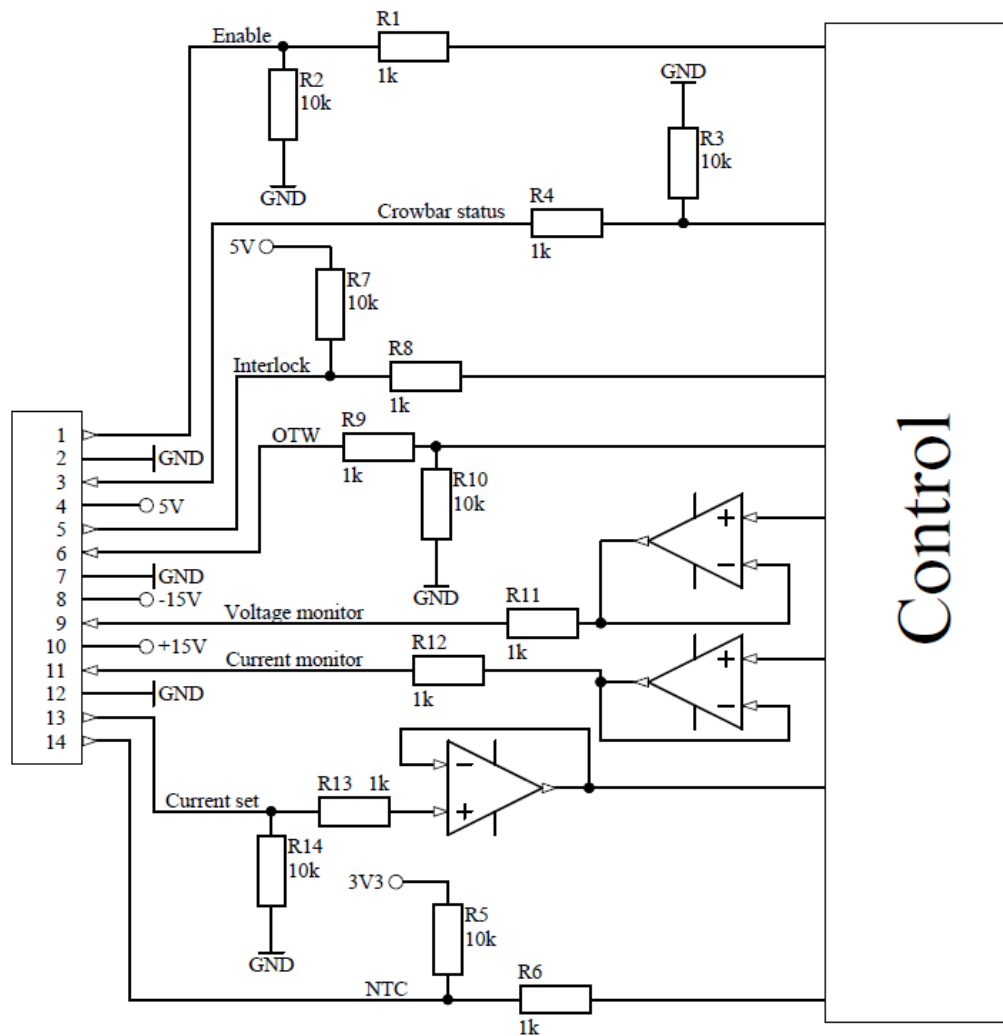 Enable
R1
1k
R2
10k
GND
GND
R3
10k
Crowbar status
R4
1k
5V
R7
10k
Interlock
R8
1k
OTW
R9
1k
R10
10k
GND
1
2
GND
3
4
5V
5
6
7
GND
8
-15V
9
Voltage monitor
R11
1k
10
+15V
11
Current monitor
R12
1k
12
GND
13
14
+
−
+
−
−
+
Control
Current set
R13 1k
R14
10k
GND
3V3
R5
10k
NTC
R6
1k